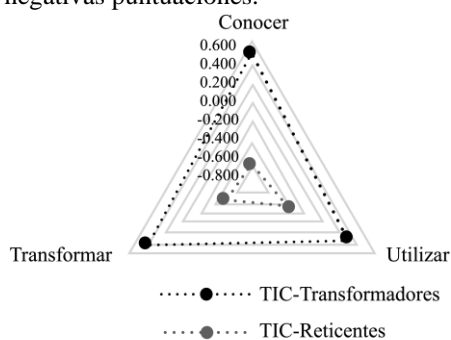 negativas puntuaciones.
Conocer
0.600
0.400
0.200
0.000
-0.200
-0.400
-0.600
-0.800
Transformar
Utilizar
TIC-Transformadores
TIC-Reticentes